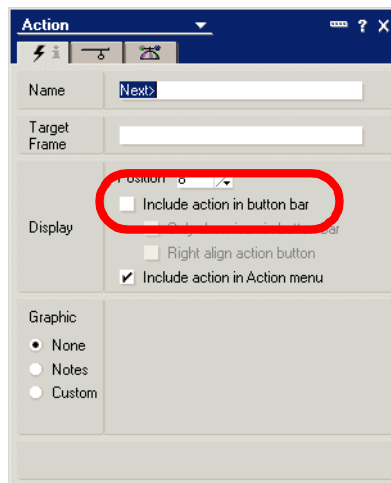 Action
? X
i
Name
Next>
Target
Frame
Display
Position 8
Include action in button bar
Right align action button
Include action in Action menu
Graphic
None
Notes
Custom